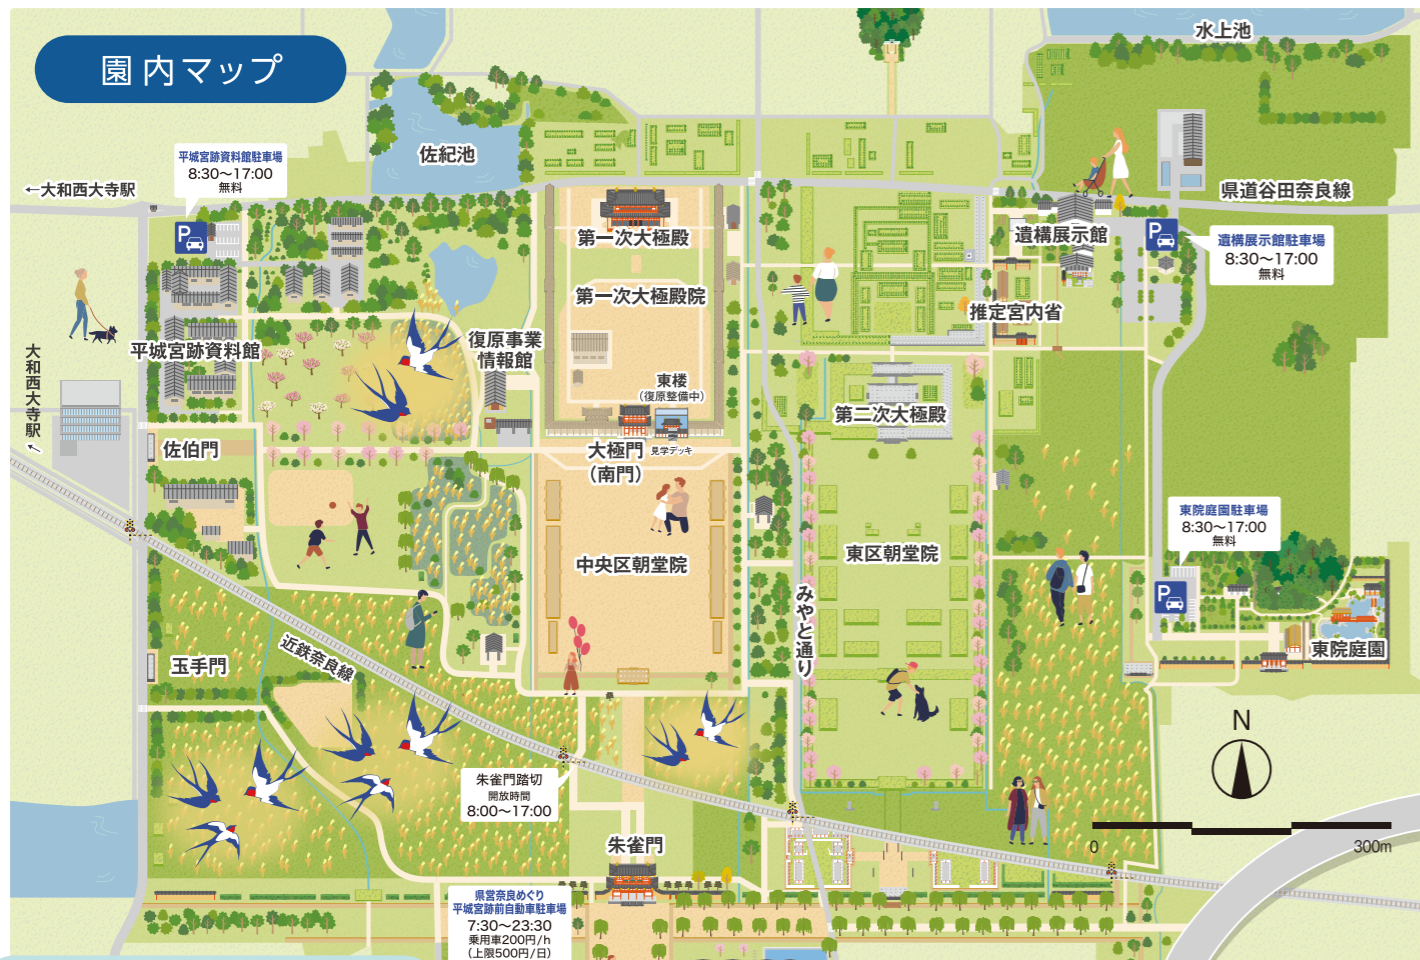 園内マップ
水上池
佐紀池
平城宮跡資料館駐車場
8:30〜17:00
無料
←大和西大寺駅
県道谷田奈良線
P
第一次大極殿
遺構展示館
P
遺構展示館駐車場
8:30〜17:00
無料
第一次大極殿院
推定宮内省
復原事業
情報館
平城宮跡資料館
大和西大寺駅←
東楼
(復原整備中)
第二次大極殿
佐伯門
大極門
(南門)
見学デッキ
東院庭園駐車場
8:30〜17:00
無料
中央区朝堂院
東区朝堂院
P
みやと通り
近鉄奈良線
玉手門
東院庭園
N
朱雀門踏切
開放時間
8:00〜17:00
0
300m
朱雀門
県営奈良めぐり
平城宮跡前自動車駐車場
7:30〜23:30
乗用車200円/h
(上限500円/日)